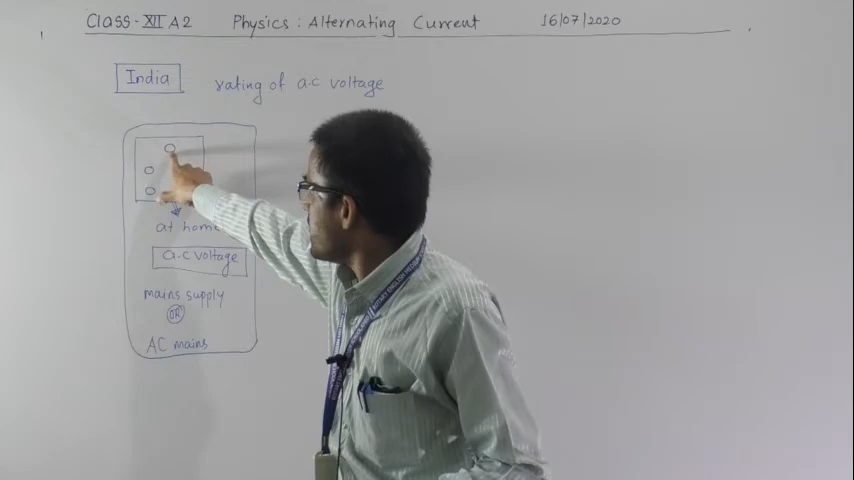 Class-XII A2 Physics : Alternating Current 16/07/2020
India rating of a.c voltage
at home
a.c voltage
mains supply
OR
AC mains